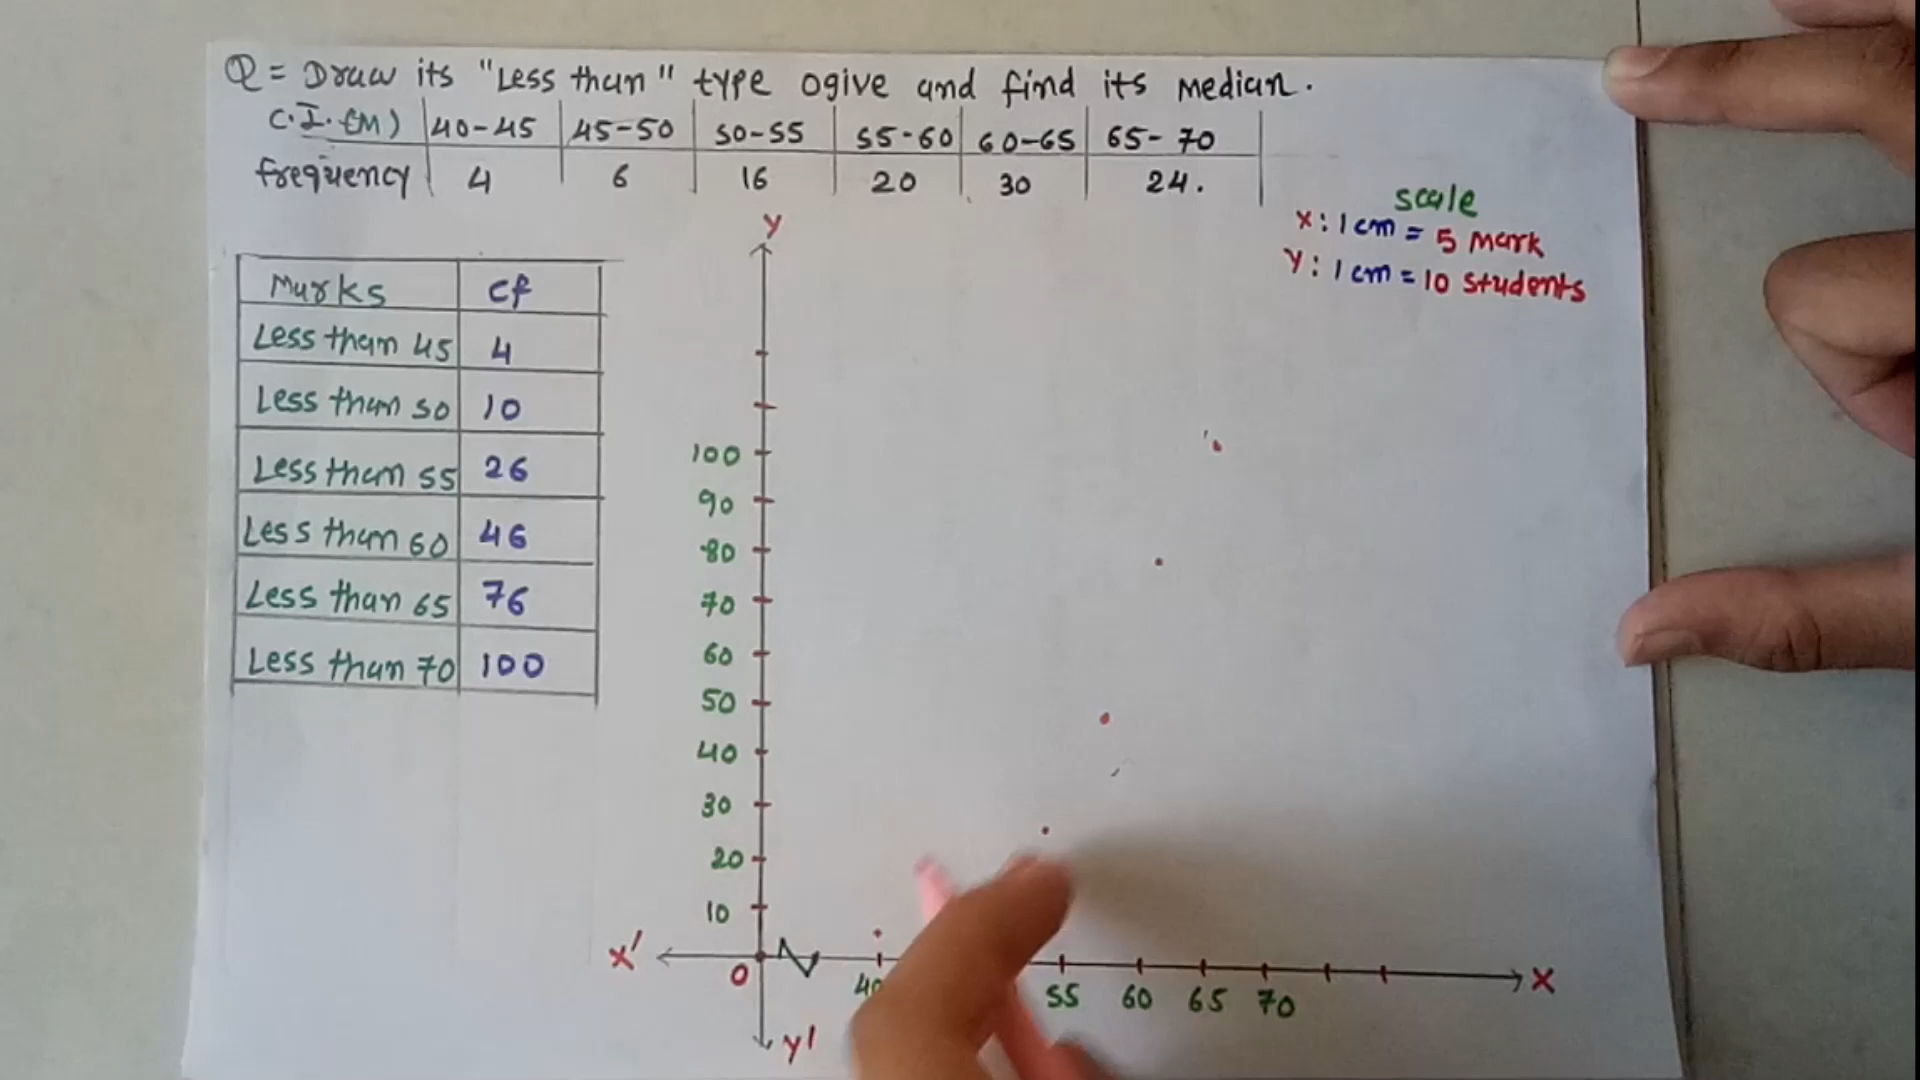 Q = Draw its "Less than" type ogive and find its median.
C.I. (M) 40-45 45-50 50-55 55-60 60-65 65-70
frequency 4 6 16 20 30 24.
scale
X: 1 cm = 5 mark
Y: 1 cm = 10 students
Marks cf
Less than 45 4
Less than 50 10
Less than 55 26
Less than 60 46
Less than 65 76
Less than 70 100
Y
100
90
80
70
60
50
40
30
20
10
X' O 40 55 60 65 70 X
Y'